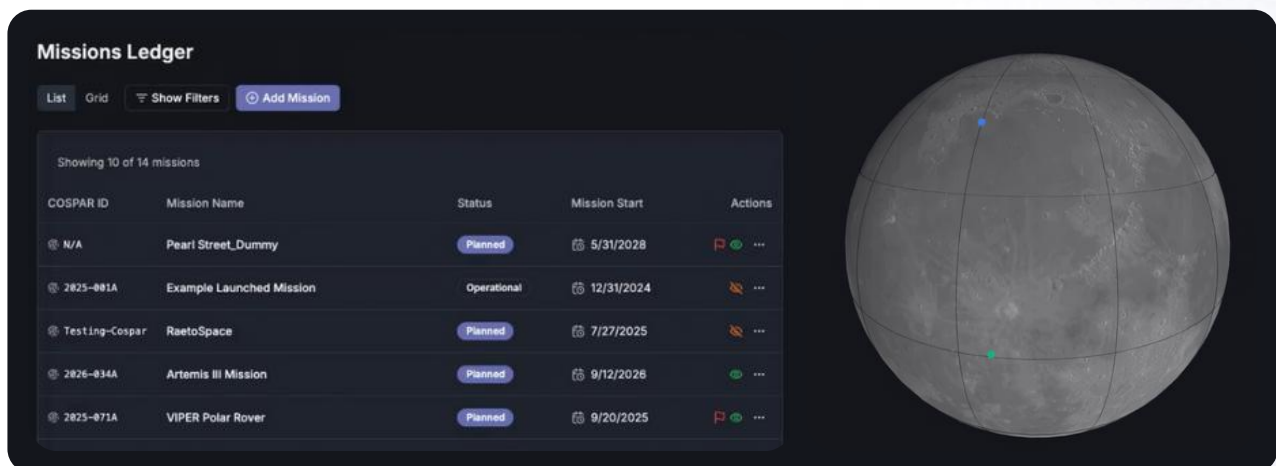 Missions Ledger
List Grid Show Filters Add Mission
Showing 10 of 14 missions
COSPAR ID Mission Name Status Mission Start Actions
N/A Pearl Street_Dummy Planned 5/31/2028
2025-001A Example Launched Mission Operational 12/31/2024
Testing-Cospar RaetoSpace Planned 7/27/2025
2026-034A Artemis III Mission Planned 9/12/2026
2025-071A VIPER Polar Rover Planned 9/20/2025